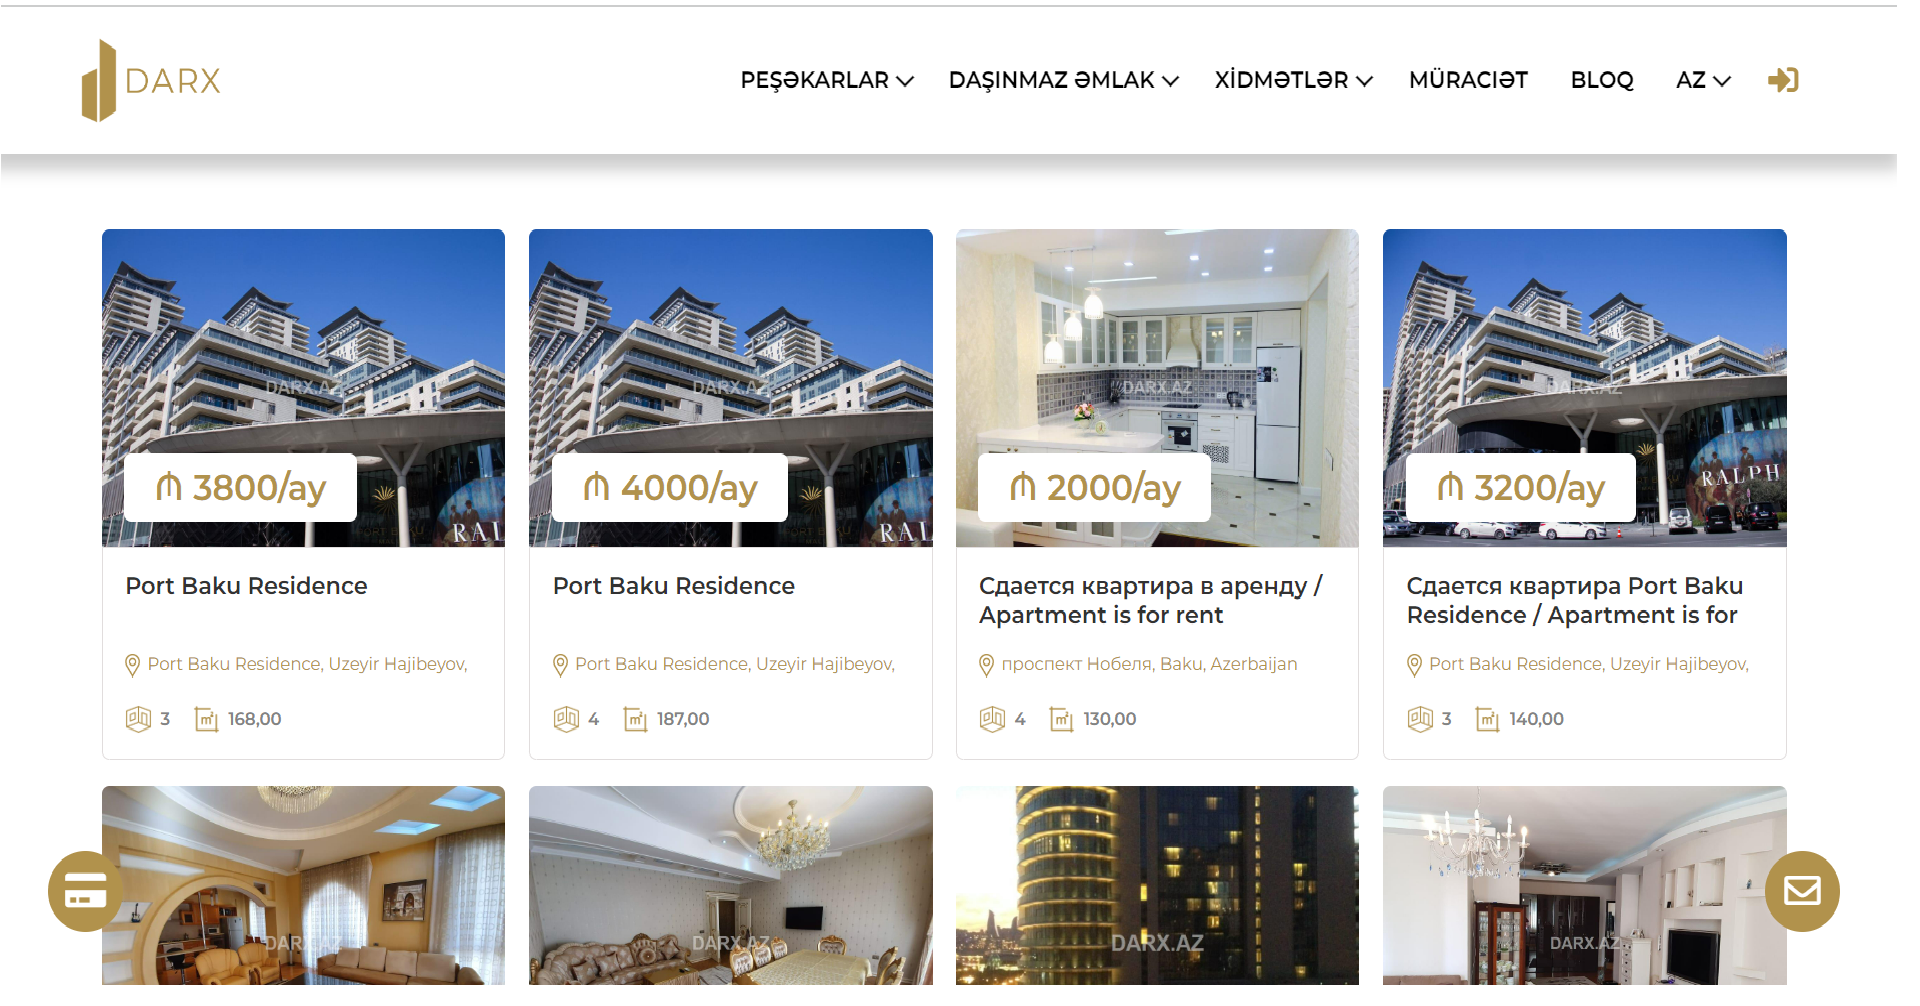 DARX
PEŞƏKARLAR
DAŞINMAZ ƏMLAK
XİDMƏTLƏR
MÜRACIƏT
BLOQ
AZ
DARX.AZ
RAL
₼ 3800/ay
Port Baku Residence
Port Baku Residence, Uzeyir Hajibeyov,
3
168,00
DARX.AZ
RAL
₼ 4000/ay
Port Baku Residence
Port Baku Residence, Uzeyir Hajibeyov,
4
187,00
DARX.AZ
₼ 2000/ay
Сдается квартира в аренду /
Apartment is for rent
проспект Нобеля, Baku, Azerbaijan
4
130,00
DARX.AZ
RALPH
₼ 3200/ay
Сдается квартира Port Baku
Residence / Apartment is for
Port Baku Residence, Uzeyir Hajibeyov,
3
140,00
DARX.AZ
DARX.AZ
DARX.AZ
DARX.AZ